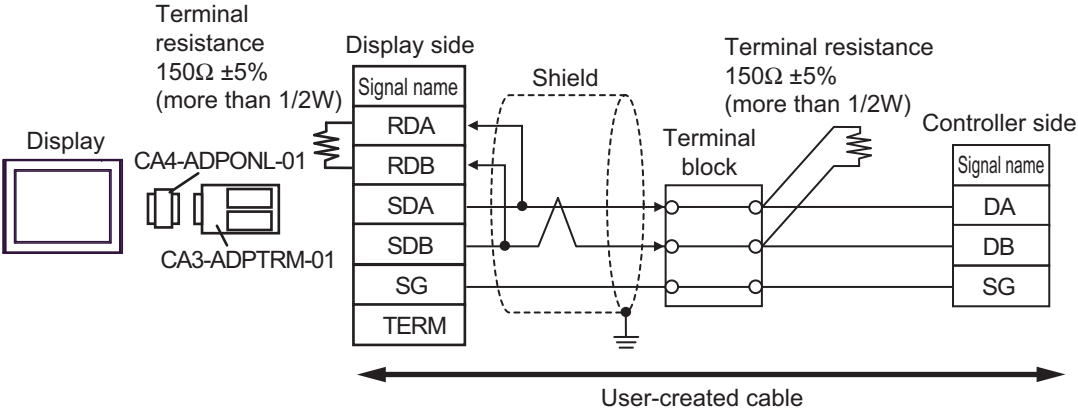 Terminal
resistance
150Ω ±5%
(more than 1/2W)
Display side
Signal name
RDA
RDB
SDA
SDB
SG
TERM
Display
CA4-ADPONL-01
CA3-ADPTRM-01
Shield
Terminal
block
Terminal resistance
150Ω ±5%
(more than 1/2W)
Controller side
Signal name
DA
DB
SG
User-created cable